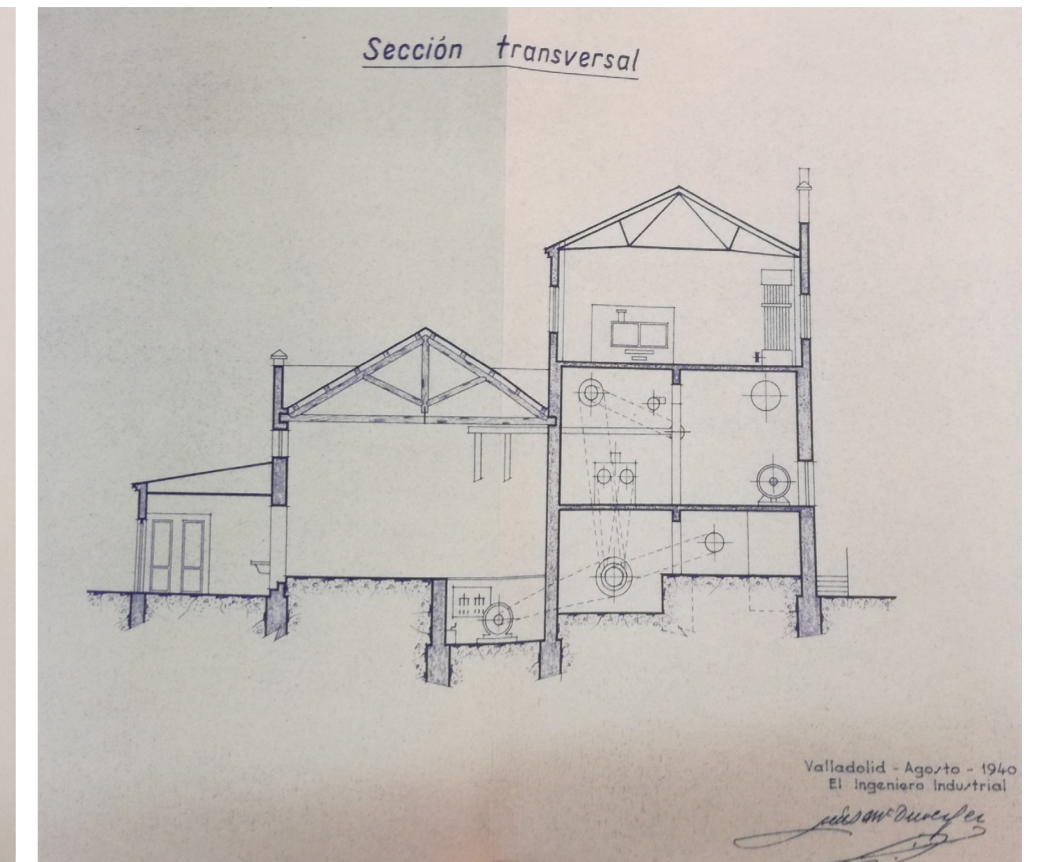 Sección transversal
Valladolid - Agosto - 1940
El Ingeniero Industrial